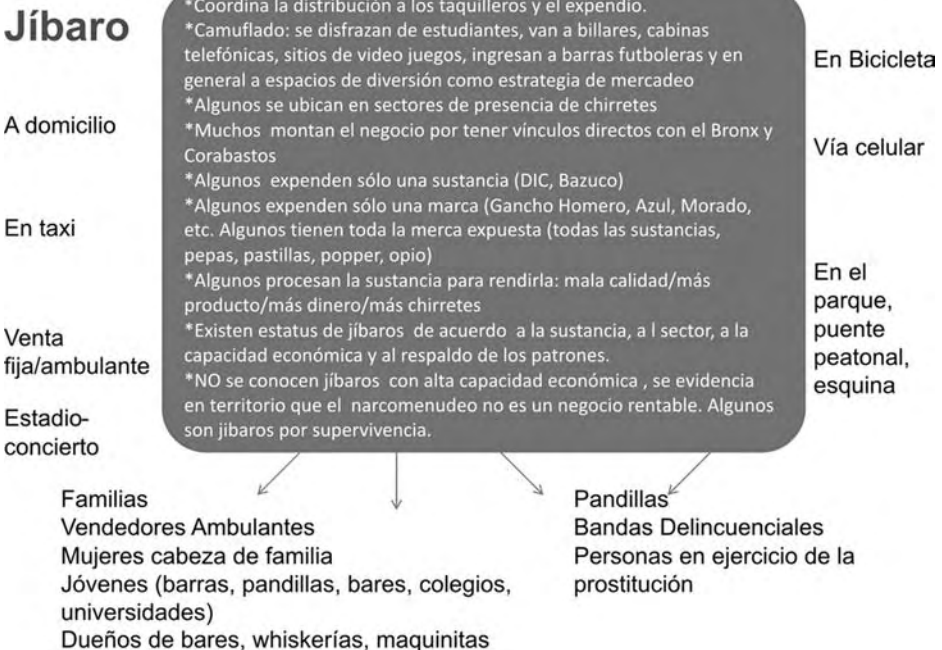 Jíbaro
*Coordina la distribución a los taquilleros y el expendio.
*Camuflado: se disfrazan de estudiantes, van a billares, cabinas
telefónicas, sitios de video juegos, ingresan a barras futboleras y en
general a espacios de diversión como estrategia de mercadeo
*Algunos se ubican en sectores de presencia de chirretes
*Muchos montan el negocio por tener vínculos directos con el Bronx y
Corabastos
*Algunos expenden sólo una sustancia (DIC, Bazuco)
*Algunos expenden sólo una marca (Gancho Homero, Azul, Morado,
etc. Algunos tienen toda la merca expuesta (todas las sustancias,
pepas, pastillas, popper, opio)
*Algunos procesan la sustancia para rendirla: mala calidad/más
producto/más dinero/más chirretes
*Existen estatus de jíbaros de acuerdo a la sustancia, a l sector, a la
capacidad económica y al respaldo de los patrones.
*NO se conocen jíbaros con alta capacidad económica , se evidencia
en territorio que el narcomenudeo no es un negocio rentable. Algunos
son jibaros por supervivencia.
A domicilio
En taxi
Venta
fija/ambulante
Estadio-
concierto
En Bicicleta
Vía celular
En el
parque,
puente
peatonal,
esquina
Familias
Vendedores Ambulantes
Mujeres cabeza de familia
Jóvenes (barras, pandillas, bares, colegios,
universidades)
Dueños de bares, whiskerías, maquinitas
Pandillas
Bandas Delincuenciales
Personas en ejercicio de la
prostitución